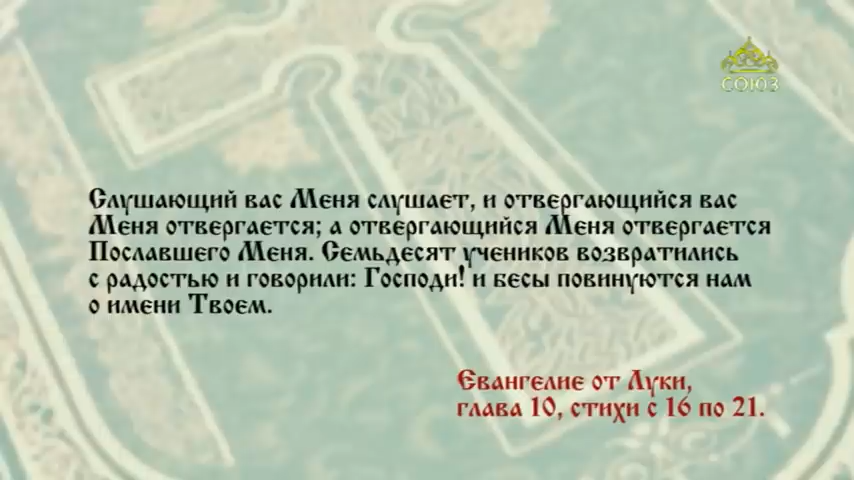 СОЮЗ
Слушающий вас Меня слушает, и отвергающийся вас
Меня отвергается; а отвергающийся Меня отвергается
Пославшего Меня. Семьдесят учеников возвратились
с радостью и говорили: Господи! и бесы повинуются нам
о имени Твоем.
Евангелие от Луки,
глава 10, стихи с 16 по 21.